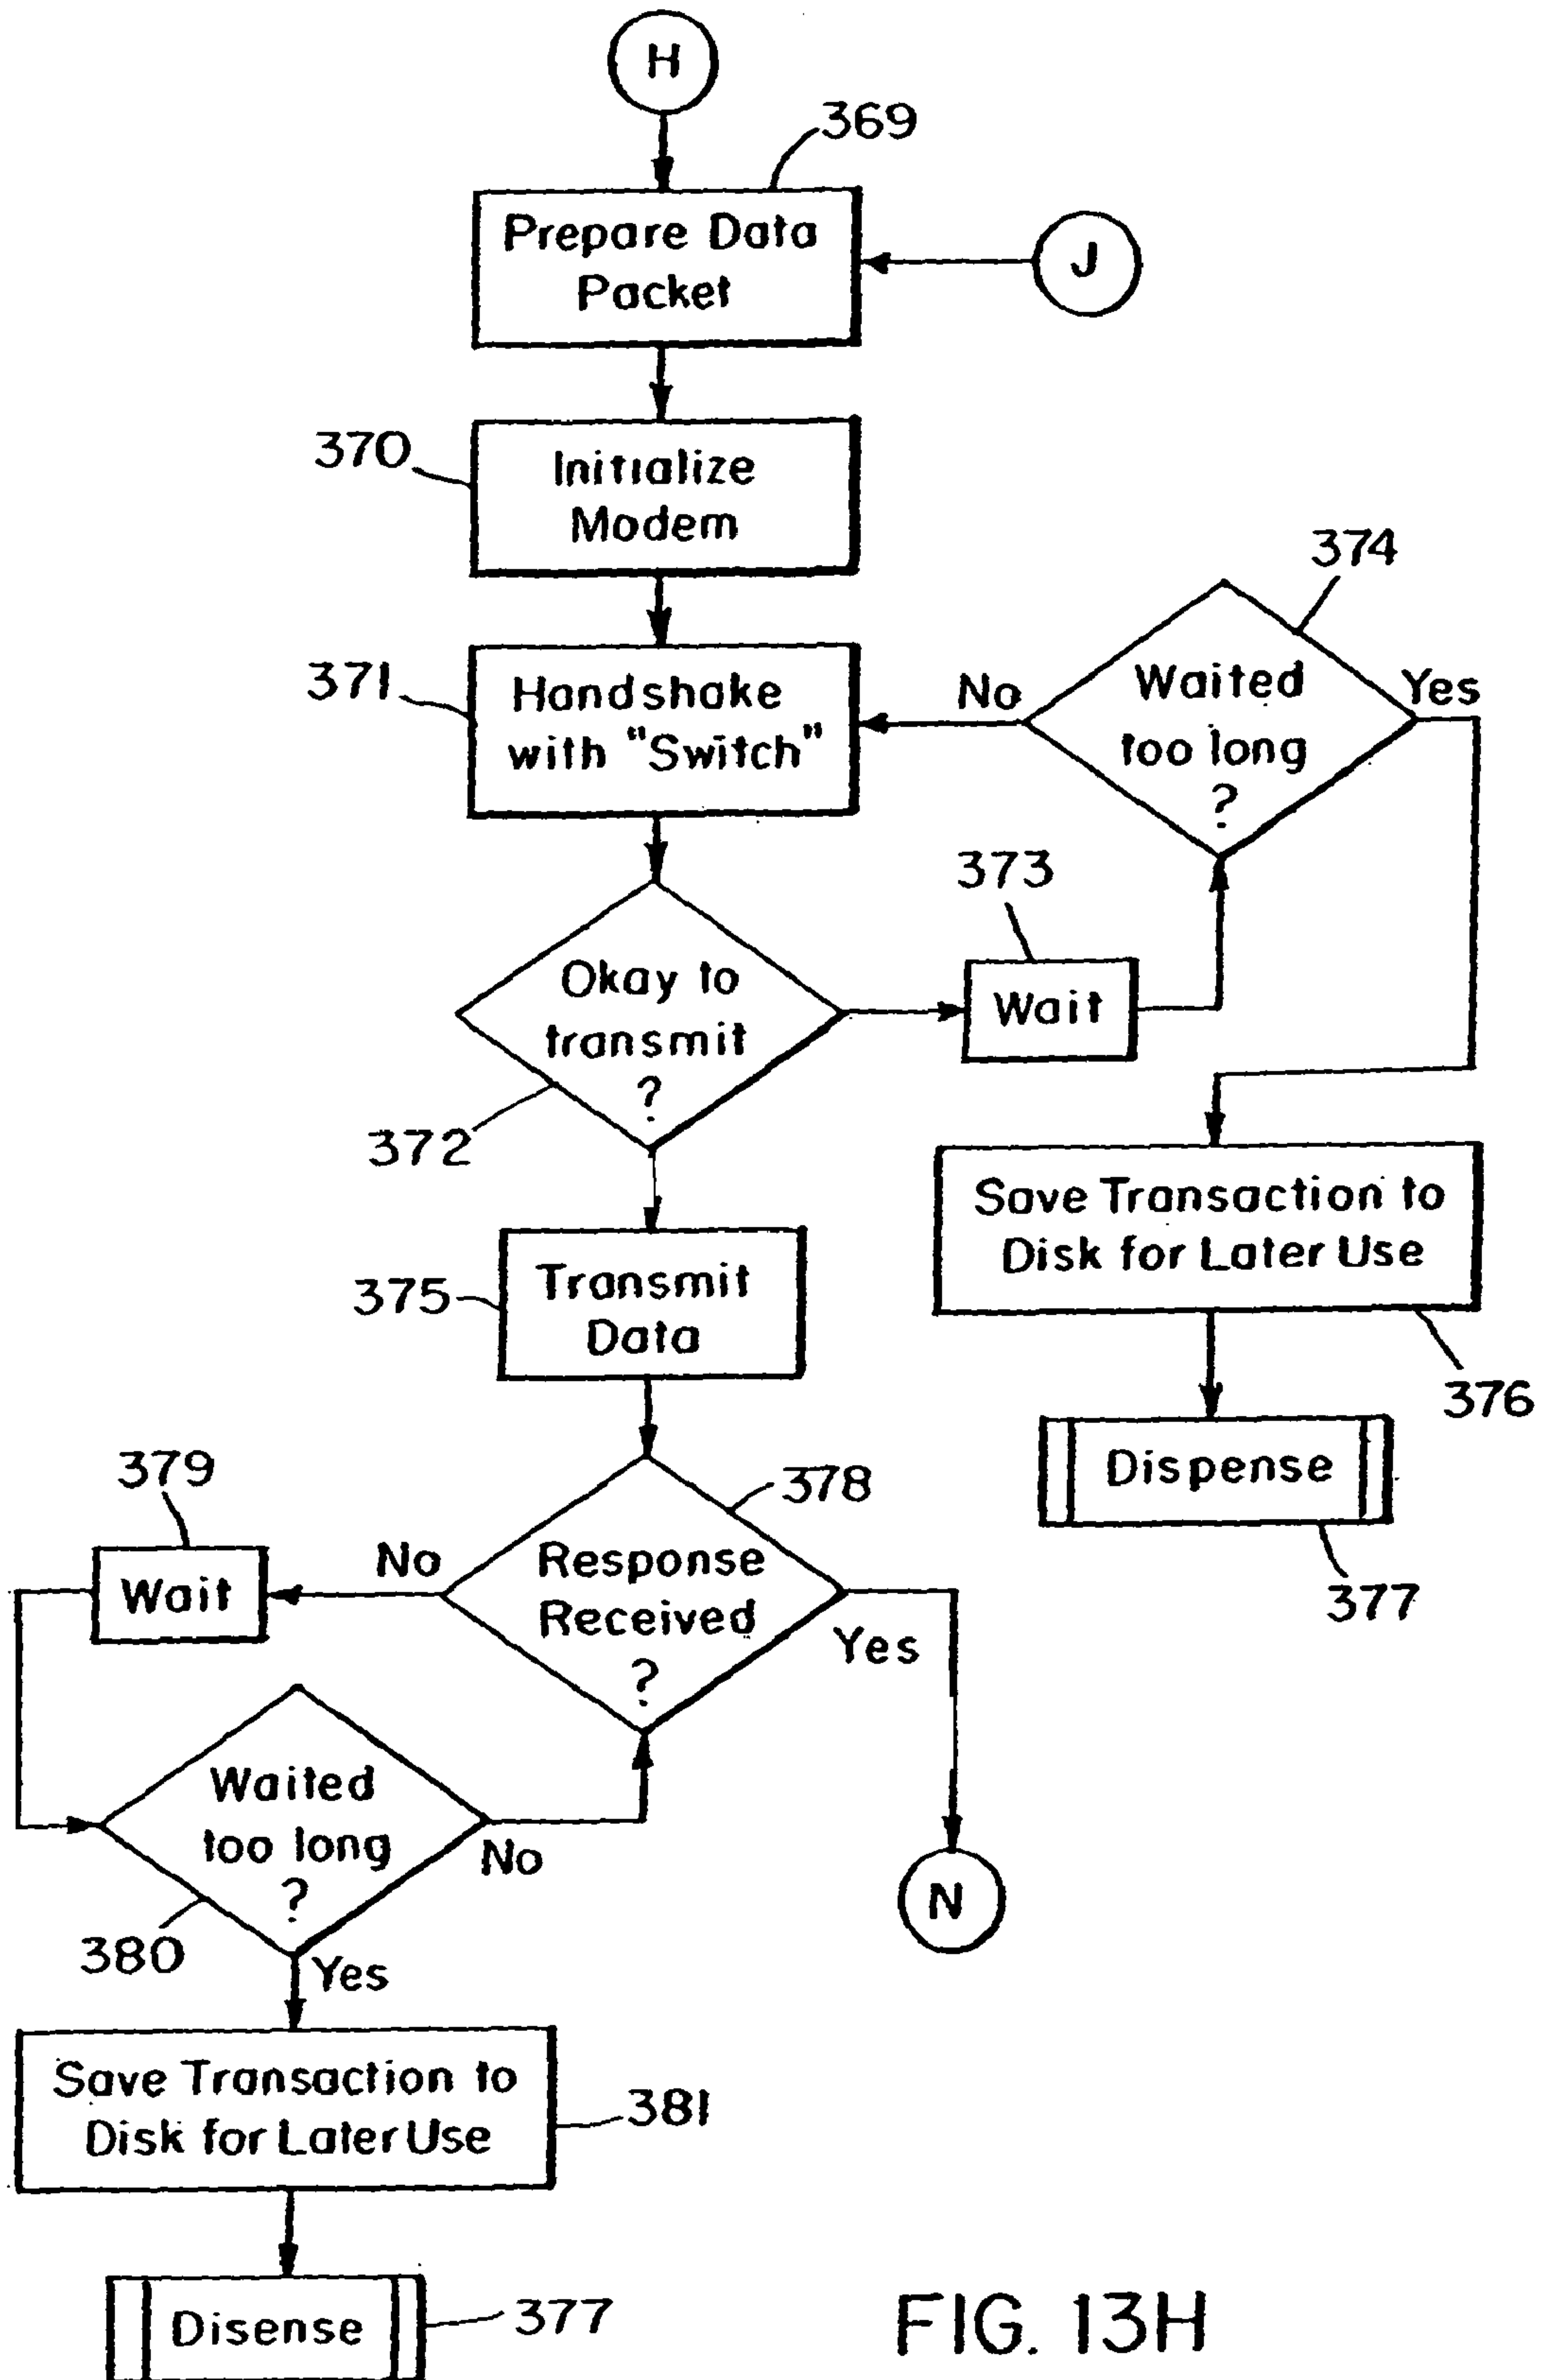 H
369
Prepare Data
Packet
J
370
Initialize
Modem
374
371
Handshake
with "Switch"
No
Waited
too long
?
Yes
373
Okay to
transmit
?
Wait
372
Save Transaction to
Disk for Later Use
375
Transmit
Data
376
Dispense
379
378
377
Wait
No
Response
Received
?
Yes
Waited
too long
?
No
N
380
Yes
Save Transaction to
Disk for Later Use
381
Disense
377
FIG. 13H